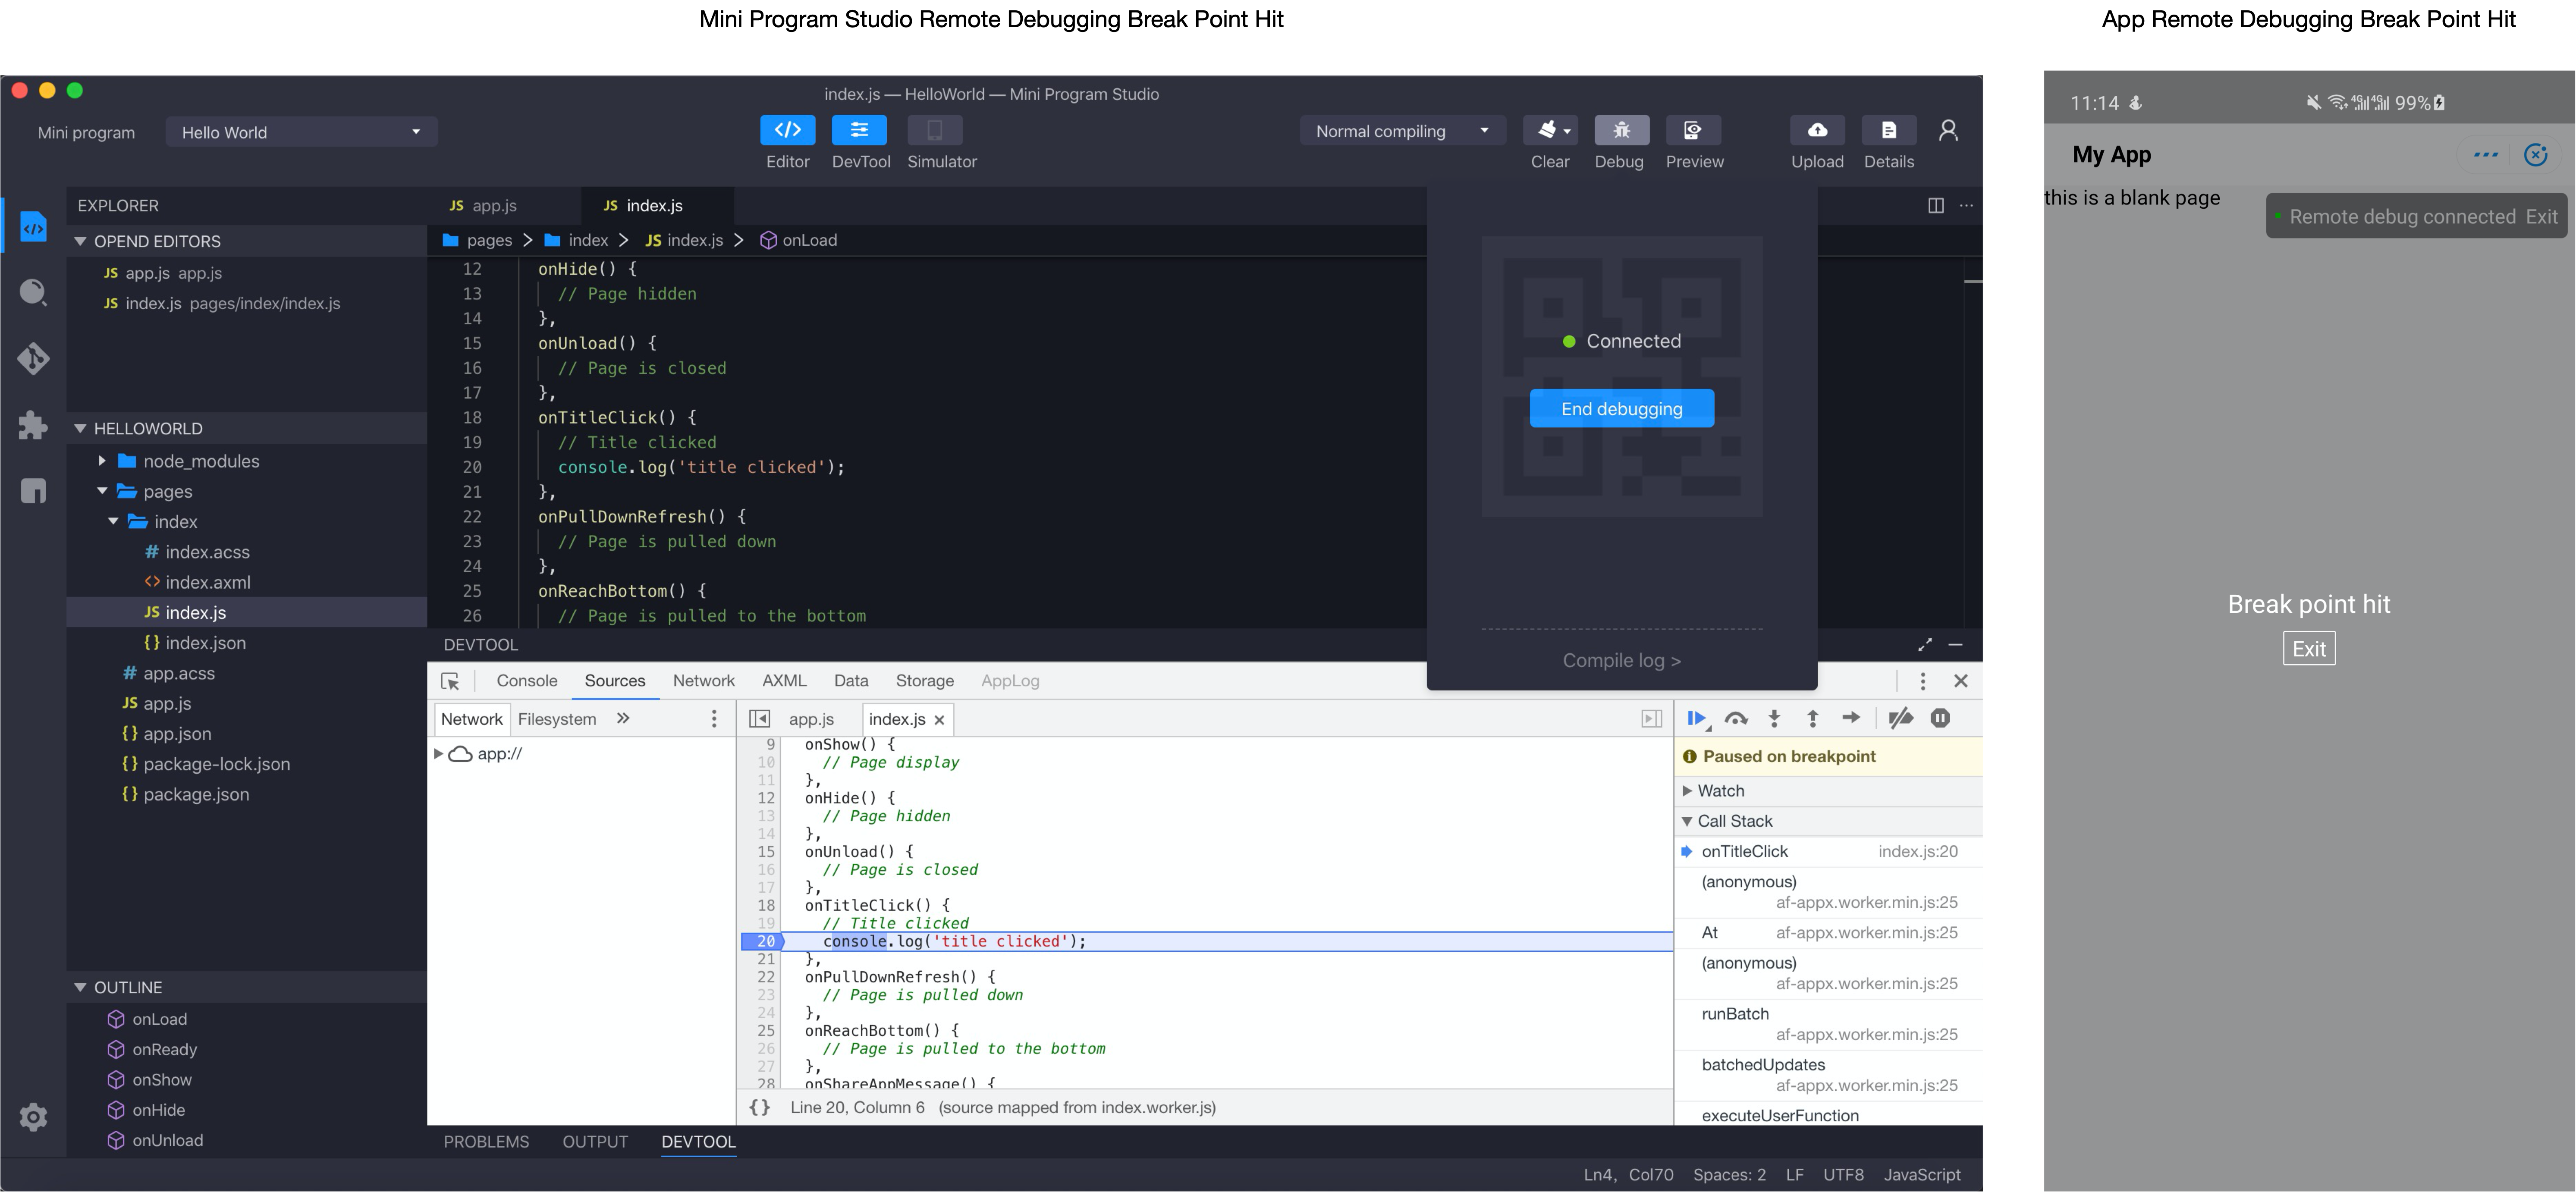 Mini Program Studio Remote Debugging Break Point Hit
App Remote Debugging Break Point Hit
index.js — HelloWorld — Mini Program Studio
Mini program
Hello World
Editor
DevTool
Simulator
Normal compiling
Clear
Debug
Preview
Upload
Details
EXPLORER
OPEND EDITORS
JS app.js app.js
JS index.js pages/index/index.js
HELLOWORLD
node_modules
pages
index
# index.acss
<> index.axml
JS index.js
{} index.json
# app.acss
JS app.js
{} app.json
{} package-lock.json
{} package.json
OUTLINE
onLoad
onReady
onShow
onHide
onUnload
JS app.js
JS index.js
pages > index > JS index.js > onLoad
12 onHide() {
13 // Page hidden
14 },
15 onUnload() {
16 // Page is closed
17 },
18 onTitleClick() {
19 // Title clicked
20 console.log('title clicked');
21 },
22 onPullDownRefresh() {
23 // Page is pulled down
24 },
25 onReachBottom() {
26 // Page is pulled to the bottom
Connected
End debugging
Compile log >
DEVTOOL
Console
Sources
Network
AXML
Data
Storage
AppLog
Network
Filesystem
app://
app.js
index.js
9 onShow() {
10 // Page display
11 },
12 onHide() {
13 // Page hidden
14 },
15 onUnload() {
16 // Page is closed
17 },
18 onTitleClick() {
19 // Title clicked
20 console.log('title clicked');
21 },
22 onPullDownRefresh() {
23 // Page is pulled down
24 },
25 onReachBottom() {
26 // Page is pulled to the bottom
27 },
28 onShareAppMessage() {
{} Line 20, Column 6 (source mapped from index.worker.js)
Paused on breakpoint
Watch
Call Stack
onTitleClick index.js:20
(anonymous)
af-appx.worker.min.js:25
At af-appx.worker.min.js:25
(anonymous)
af-appx.worker.min.js:25
runBatch
af-appx.worker.min.js:25
batchedUpdates
af-appx.worker.min.js:25
executeUserFunction
PROBLEMS
OUTPUT
DEVTOOL
Ln4, Col70 Spaces: 2 LF UTF8 JavaScript
11:14
4G 4G 99%
My App
this is a blank page
Remote debug connected Exit
Break point hit
Exit